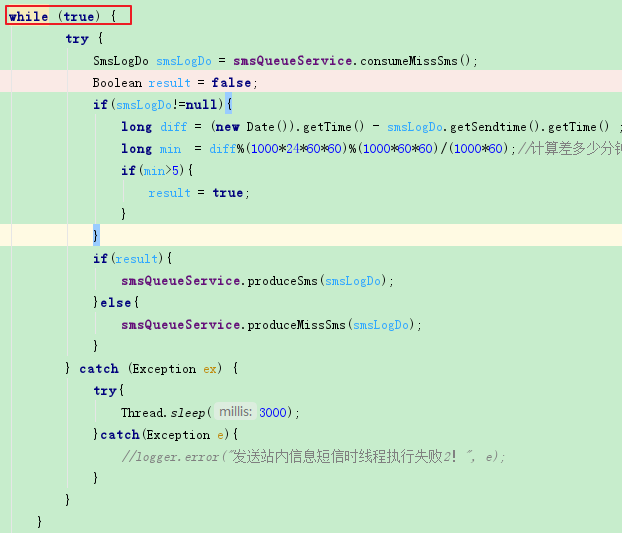 while (true) {
try {
SmsLogDo smsLogDo = smsQueueService.consumeMissSms();
Boolean result = false;
if(smsLogDo!=null){
long diff = (new Date()).getTime() - smsLogDo.getSendtime().getTime() ;
long min  = diff%(1000*24*60*60)%(1000*60*60)/(1000*60);//计算差多少分钟
if(min>5){
result = true;
}
}
if(result){
smsQueueService.produceSms(smsLogDo);
}else{
smsQueueService.produceMissSms(smsLogDo);
}
} catch (Exception ex) {
try{
Thread.sleep( millis: 3000);
}catch(Exception e){
//logger.error("发送站内信息短信时线程执行失败2！", e);
}
}
}